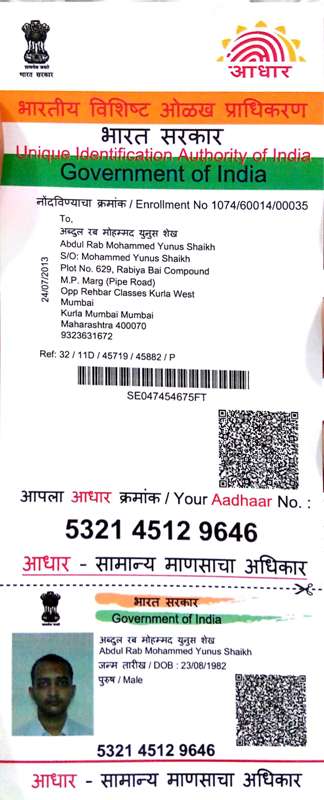 भारत सरकार
आधार
भारतीय विशिष्ट ओळख प्राधिकरण
भारत सरकार
Unique Identification Authority of India
Government of India
नोंदविण्याचा क्रमांक / Enrollment No 1074/60014/00035
To,
अब्दुल रब मोहम्मद युनुस शेख
Abdul Rab Mohammed Yunus Shaikh
S/O: Mohammed Yunus Shaikh
Plot No. 629, Rabiya Bai Compound
M.P. Marg (Pipe Road)
Opp Rehbar Classes Kurla West
Mumbai
Kurla Mumbai Mumbai
Maharashtra 400070
9323631672
24/07/2013
Ref: 32 / 11D / 45719 / 45882 / P
SE047454675FT
आपला आधार क्रमांक / Your Aadhaar No. :
5321 4512 9646
आधार - सामान्य माणसाचा अधिकार
भारत सरकार
Government of India
अब्दुल रब मोहम्मद युनुस शेख
Abdul Rab Mohammed Yunus Shaikh
जन्म तारीख / DOB : 23/08/1982
पुरुष / Male
5321 4512 9646
आधार - सामान्य माणसाचा अधिकार